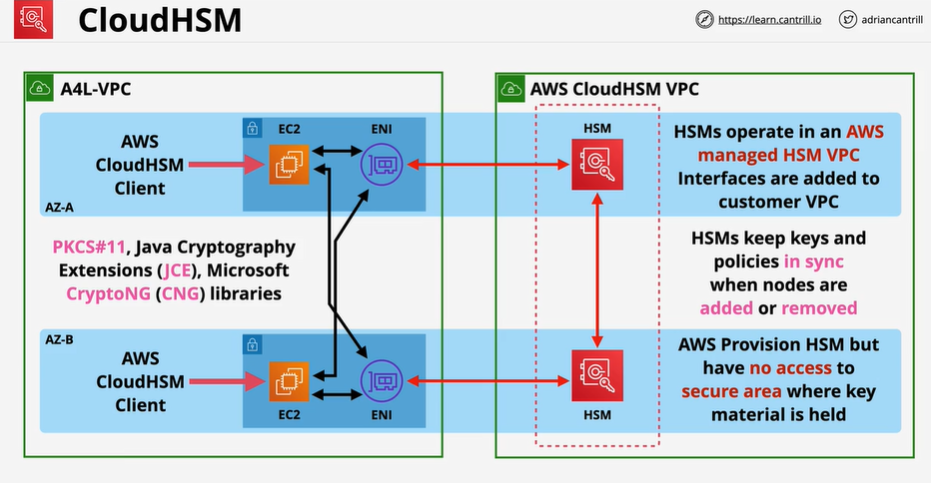 CloudHSM
https://learn.cantrill.io
adriancantrill
A4L-VPC
AWS
CloudHSM
Client
EC2
ENI
AZ-A
PKCS#11, Java Cryptography
Extensions (JCE), Microsoft
CryptoNG (CNG) libraries
AZ-B
AWS
CloudHSM
Client
EC2
ENI
AWS CloudHSM VPC
HSM
HSMs operate in an AWS
managed HSM VPC
Interfaces are added to
customer VPC
HSMs keep keys and
policies in sync
when nodes are
added or removed
HSM
AWS Provision HSM but
have no access to
secure area where key
material is held